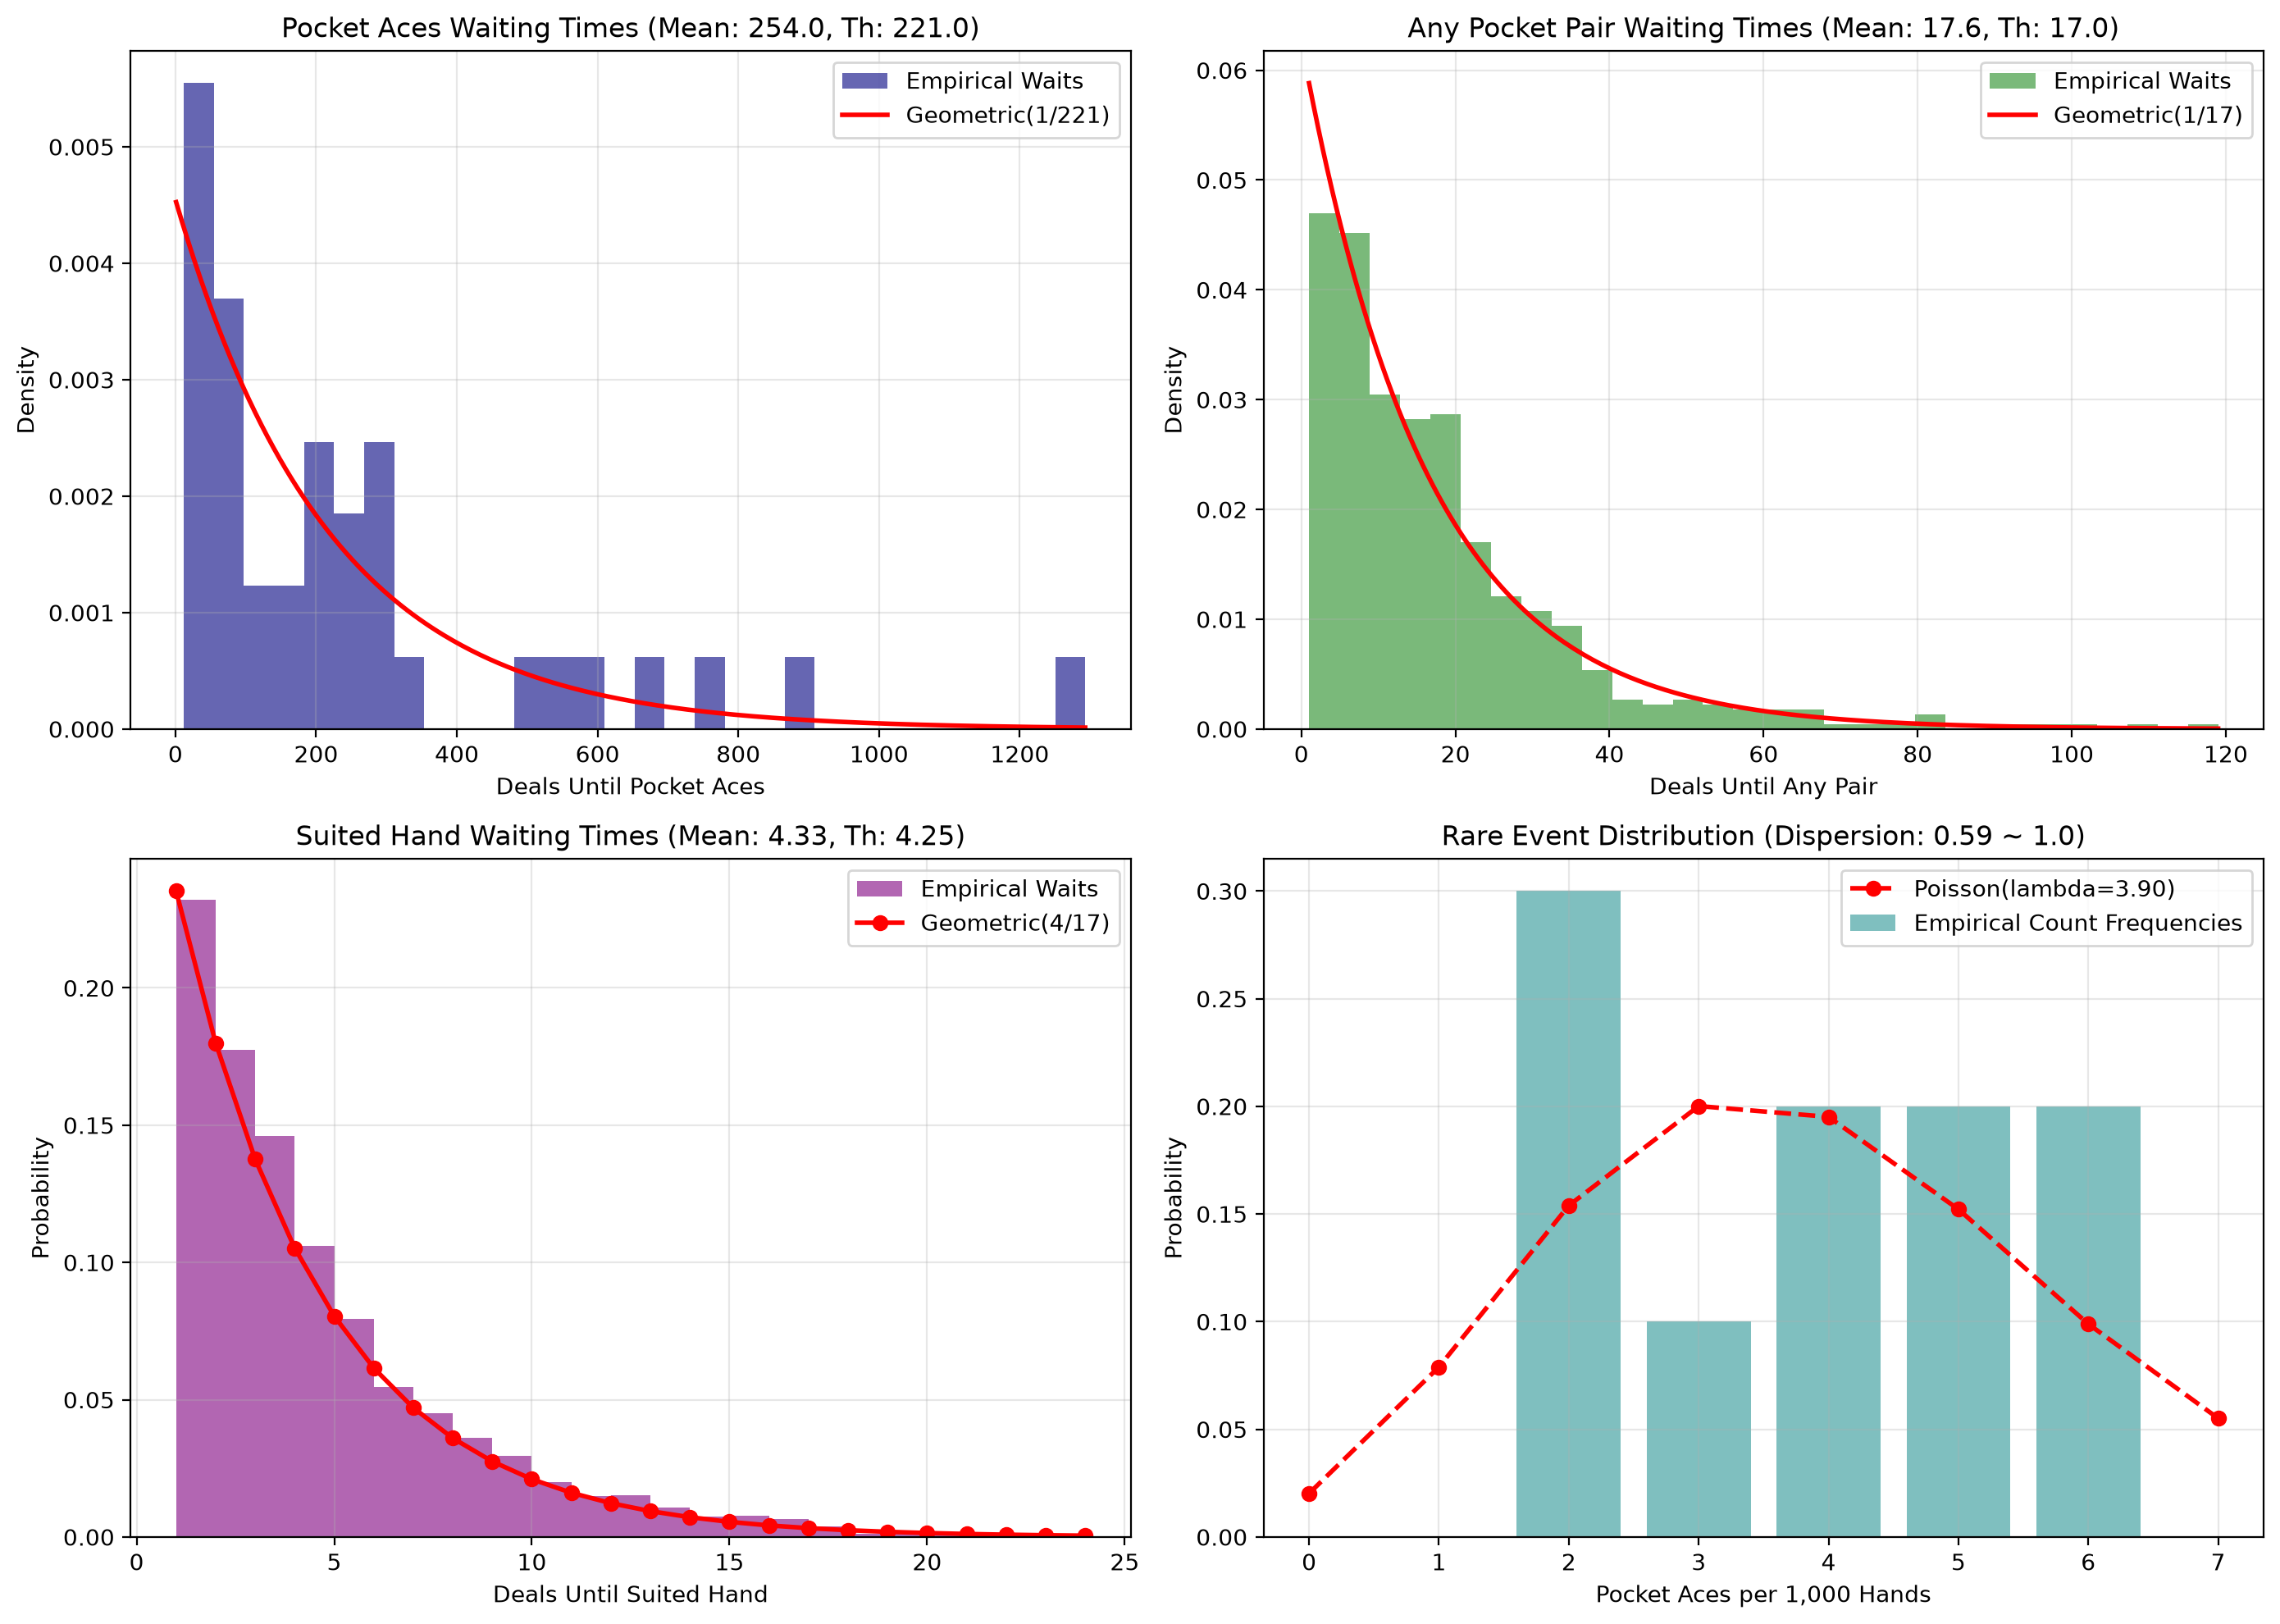 Pocket Aces Waiting Times (Mean: 254.0, Th: 221.0)
Empirical Waits
Geometric(1/221)
Density
0.005
0.004
0.003
0.002
0.001
0.000
0 200 400 600 800 1000 1200
Deals Until Pocket Aces
Any Pocket Pair Waiting Times (Mean: 17.6, Th: 17.0)
Empirical Waits
Geometric(1/17)
Density
0.06
0.05
0.04
0.03
0.02
0.01
0.00
0 20 40 60 80 100 120
Deals Until Any Pair
Suited Hand Waiting Times (Mean: 4.33, Th: 4.25)
Empirical Waits
Geometric(4/17)
Probability
0.20
0.15
0.10
0.05
0.00
0 5 10 15 20 25
Deals Until Suited Hand
Rare Event Distribution (Dispersion: 0.59 ~ 1.0)
Poisson(lambda=3.90)
Empirical Count Frequencies
Probability
0.30
0.25
0.20
0.15
0.10
0.05
0.00
0 1 2 3 4 5 6 7
Pocket Aces per 1,000 Hands